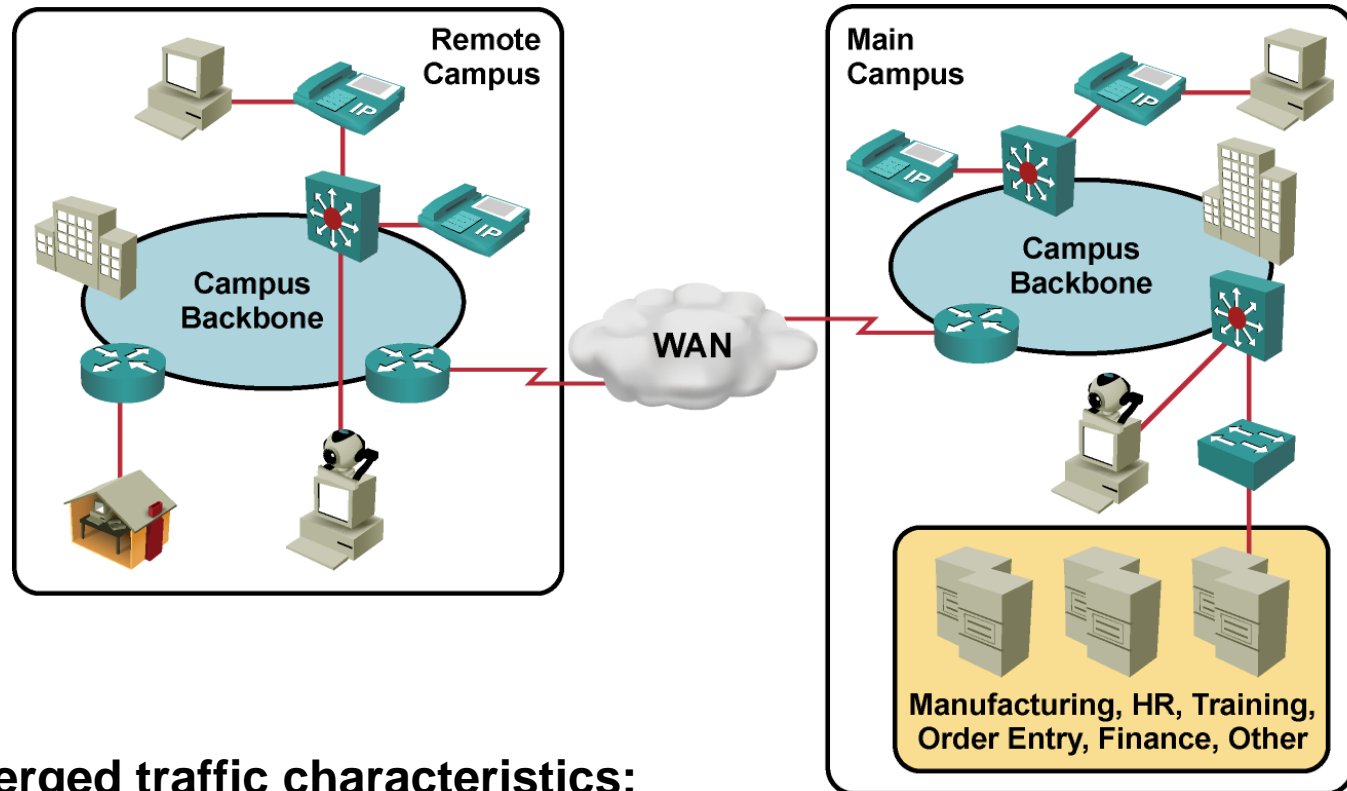 Remote
Campus
IP
IP
Campus
Backbone
WAN
Main
Campus
IP
IP
Campus
Backbone
Manufacturing, HR, Training,
Order Entry, Finance, Other
erged traffic characteristics: